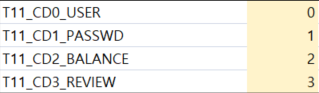 T11_CD0_USER 0
T11_CD1_PASSWD 1
T11_CD2_BALANCE 2
T11_CD3_REVIEW 3